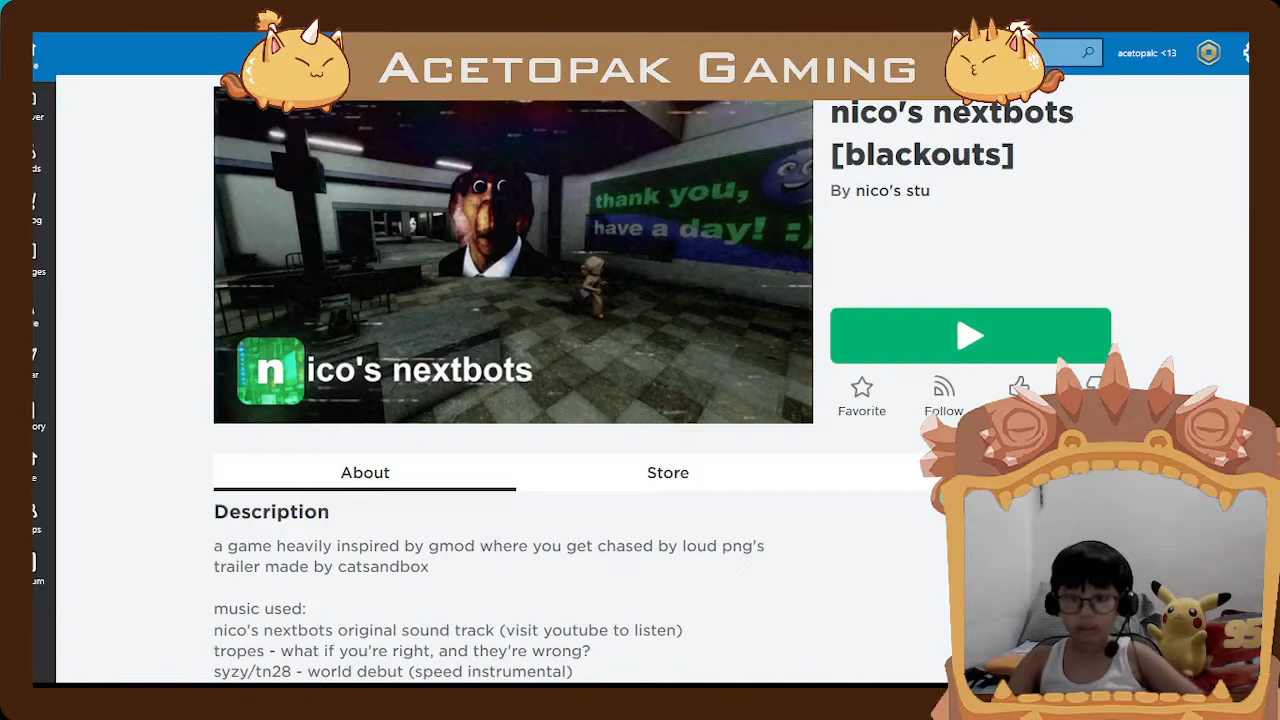 ACETOPAK GAMING
acetopak: <13
nico's nextbots
[blackouts]
By nico's stu
thank you,
have a day! :)
nico's nextbots
Favorite
Follow
About
Store
Description
a game heavily inspired by gmod where you get chased by loud png's
trailer made by catsandbox
music used:
nico's nextbots original sound track (visit youtube to listen)
tropes - what if you're right, and they're wrong?
syzy/tn28 - world debut (speed instrumental)
95